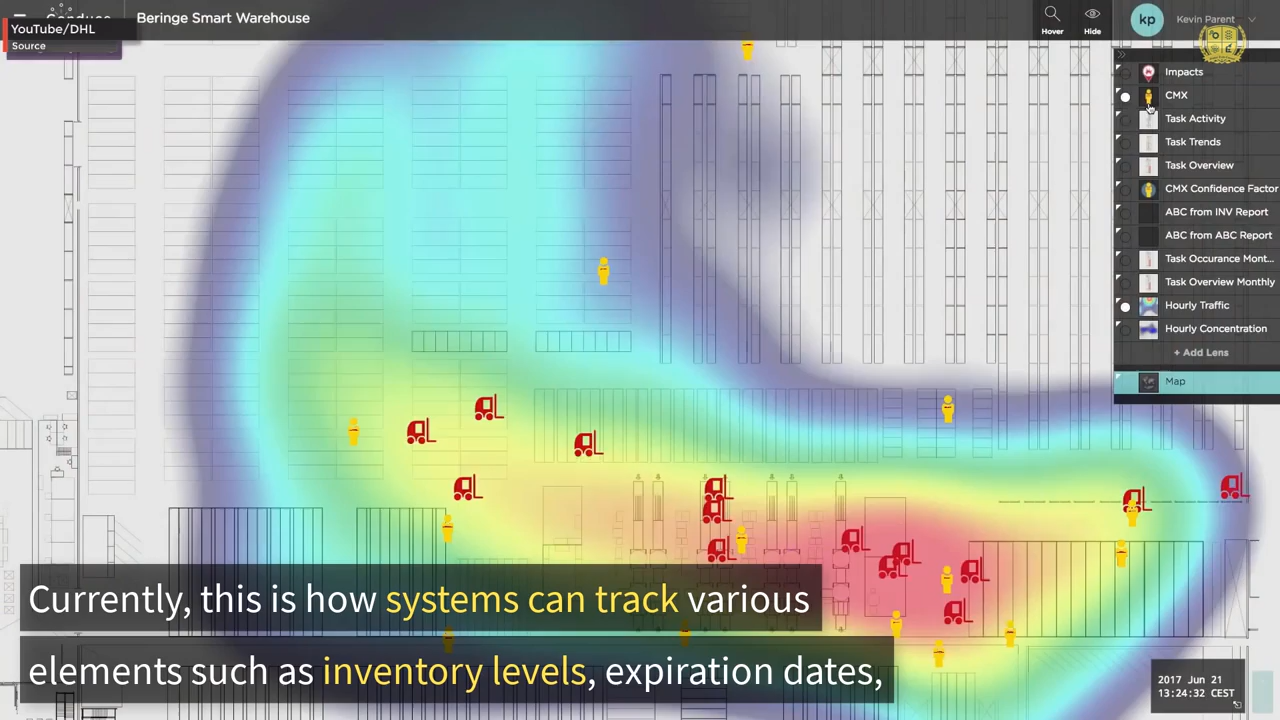 Conduce
Beringe Smart Warehouse
YouTube/DHL
Source
Hover
Hide
kp
Kevin Parent
Impacts
CMX
Task Activity
Task Trends
Task Overview
CMX Confidence Factor
ABC from INV Report
ABC from ABC Report
Task Occurance Mont...
Task Overview Monthly
Hourly Traffic
Hourly Concentration
+ Add Lens
Map
Currently, this is how systems can track various
elements such as inventory levels, expiration dates,
2017 Jun 21
13:24:32 CEST